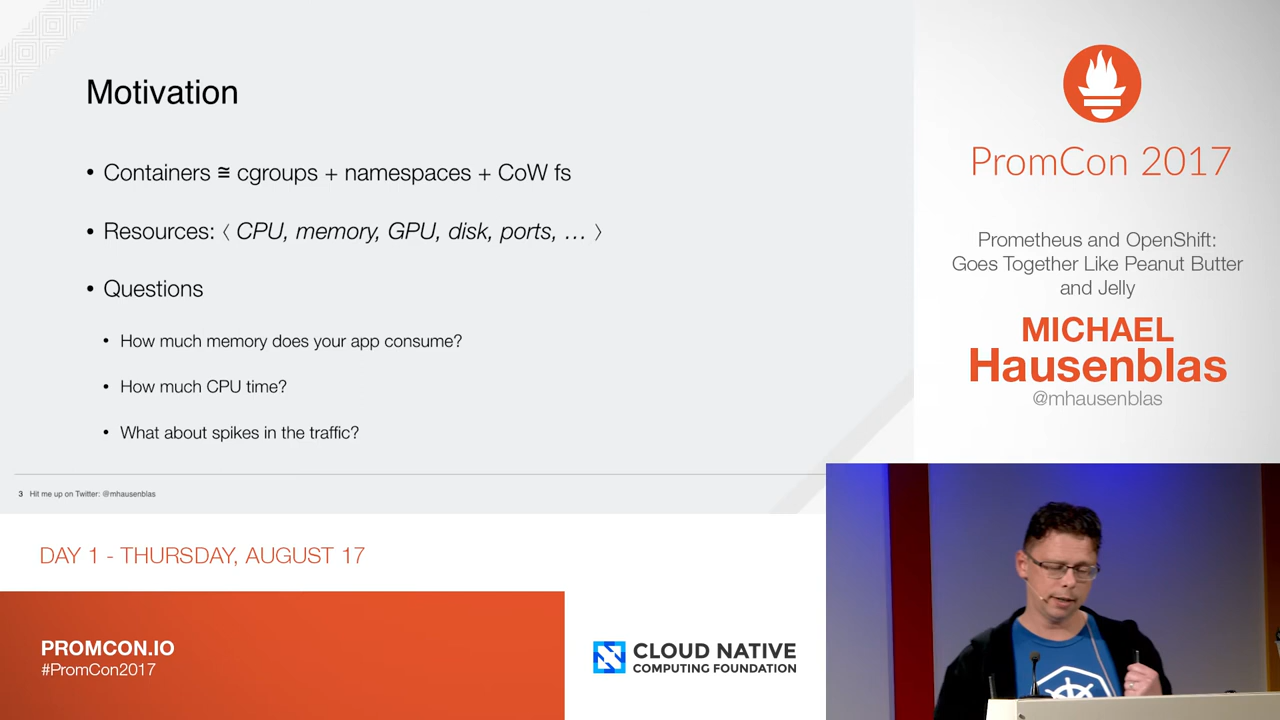 Motivation
• Containers ≅ cgroups + namespaces + CoW fs
• Resources: 〈 CPU, memory, GPU, disk, ports, … 〉
• Questions
• How much memory does your app consume?
• How much CPU time?
• What about spikes in the traffic?
3 Hit me up on Twitter: @mhausenblas
PromCon 2017
Prometheus and OpenShift:
Goes Together Like Peanut Butter
and Jelly
MICHAEL
Hausenblas
@mhausenblas
DAY 1 - THURSDAY, AUGUST 17
PROMCON.IO
#PromCon2017
CLOUD NATIVE
COMPUTING FOUNDATION